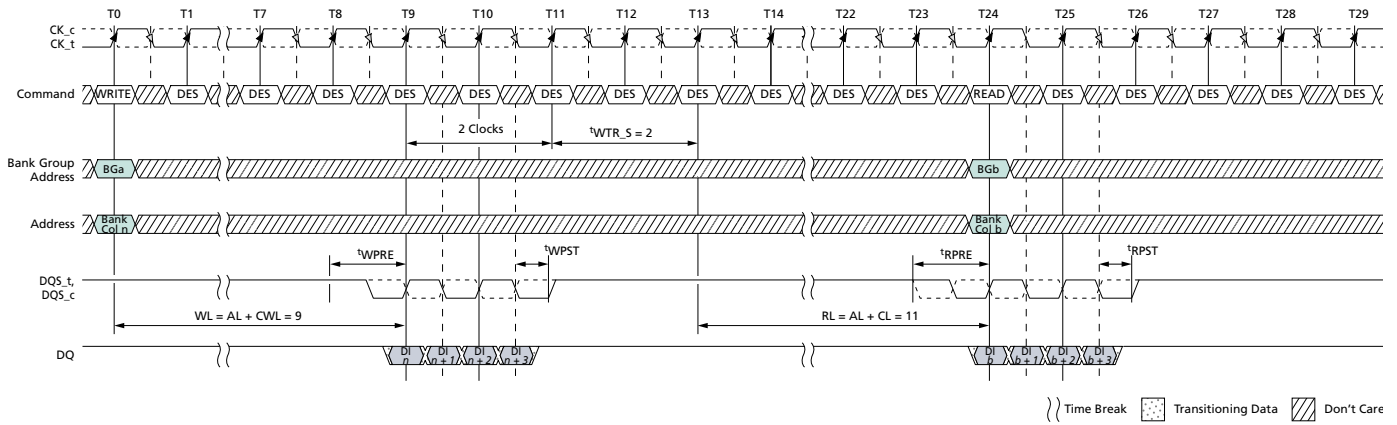 T0 T1 T7 T8 T9 T10 T11 T12 T13 T14 T22 T23 T24 T25 T26 T27 T28 T29
CK_c
CK_t
Command WRITE DES DES DES DES DES DES DES DES DES DES DES READ DES DES DES DES DES
2 Clocks tWTR_S = 2
Bank Group
Address
BGa BGb
Address
Bank
Col n
Bank
Col b
tWPRE tWPST tRPRE tRPST
DQS_t,
DQS_c
WL = AL + CWL = 9 RL = AL + CL = 11
DQ
DI
n
DI
n + 1
DI
n + 2
DI
n + 3
DI
b
DI
b + 1
DI
b + 2
DI
b + 3
Time Break Transitioning Data Don't Care